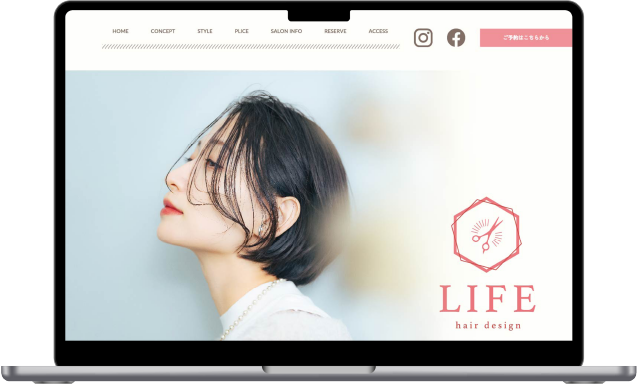 HOME CONCEPT STYLE PLICE SALON INFO RESERVE ACCESS
ご予約はこちらから
LIFE
hair design